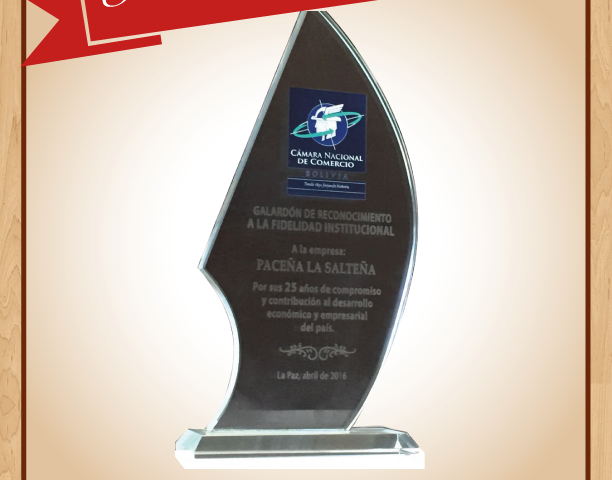 CÁMARA NACIONAL
DE COMERCIO
BOLIVIA
GALARDÓN DE RECONOCIMIENTO
A LA FIDELIDAD INSTITUCIONAL
A la empresa:
PACEÑA LA SALTEÑA
Por sus 25 años de compromiso
y contribución al desarrollo
económico y empresarial
del país.
La Paz, abril de 2016